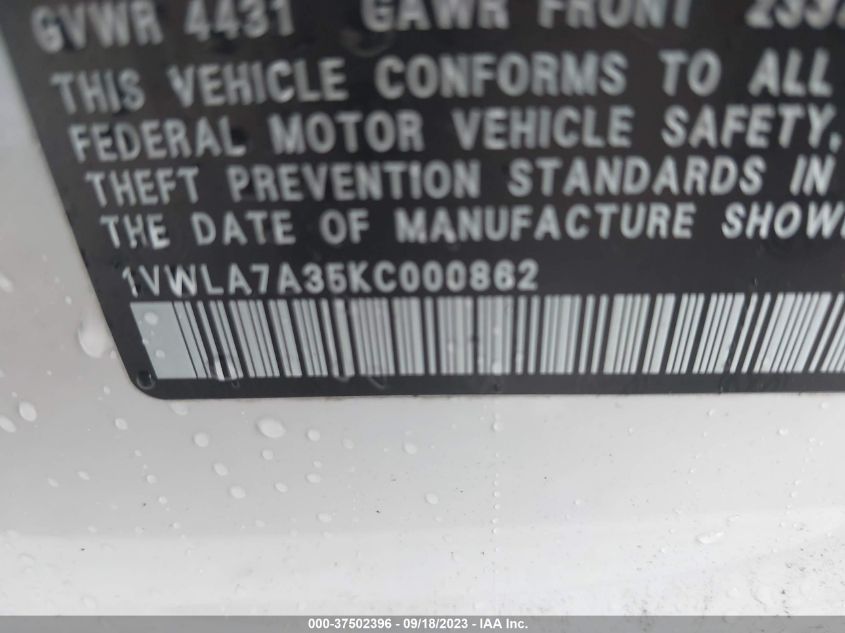 GVWR 4431 GAWR FRONT
THIS VEHICLE CONFORMS TO ALL
FEDERAL MOTOR VEHICLE SAFETY,
THEFT PREVENTION STANDARDS IN
THE DATE OF MANUFACTURE SHOW
1VWLA7A35KC000862
000-37502396 - 09/18/2023 - IAA Inc.